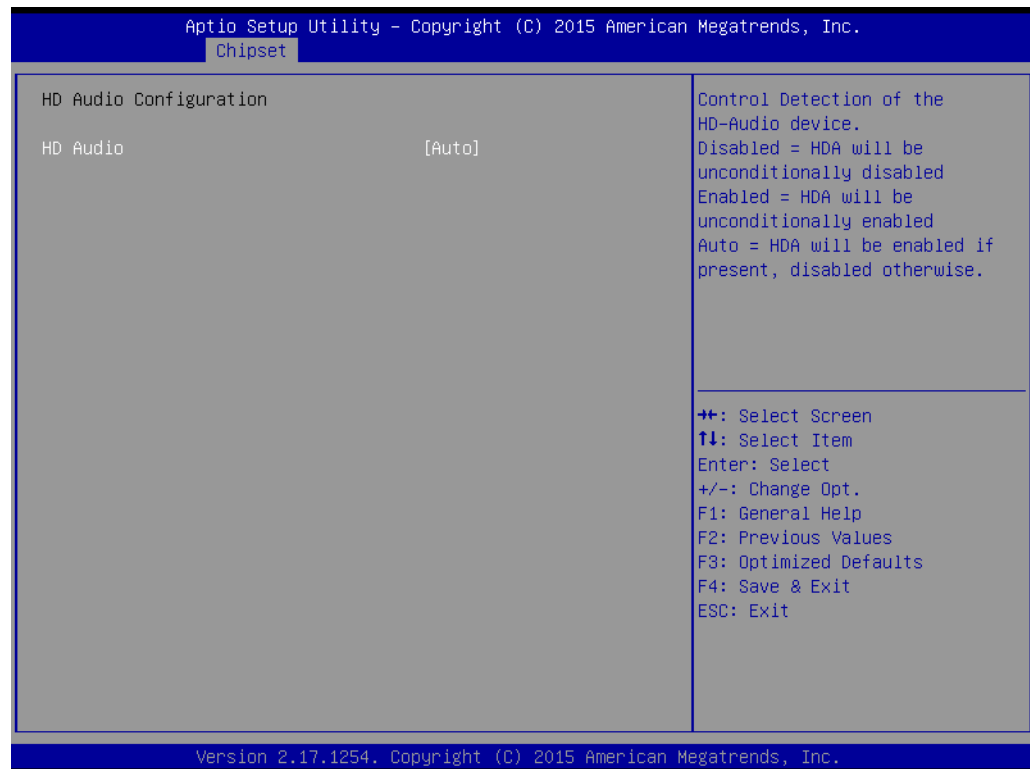 Aptio Setup Utility – Copyright (C) 2015 American Megatrends, Inc.
Chipset
HD Audio Configuration
HD Audio [Auto]
Control Detection of the
HD-Audio device.
Disabled = HDA will be
unconditionally disabled
Enabled = HDA will be
unconditionally enabled
Auto = HDA will be enabled if
present, disabled otherwise.
→←: Select Screen
↑↓: Select Item
Enter: Select
+/-: Change Opt.
F1: General Help
F2: Previous Values
F3: Optimized Defaults
F4: Save & Exit
ESC: Exit
Version 2.17.1254. Copyright (C) 2015 American Megatrends, Inc.